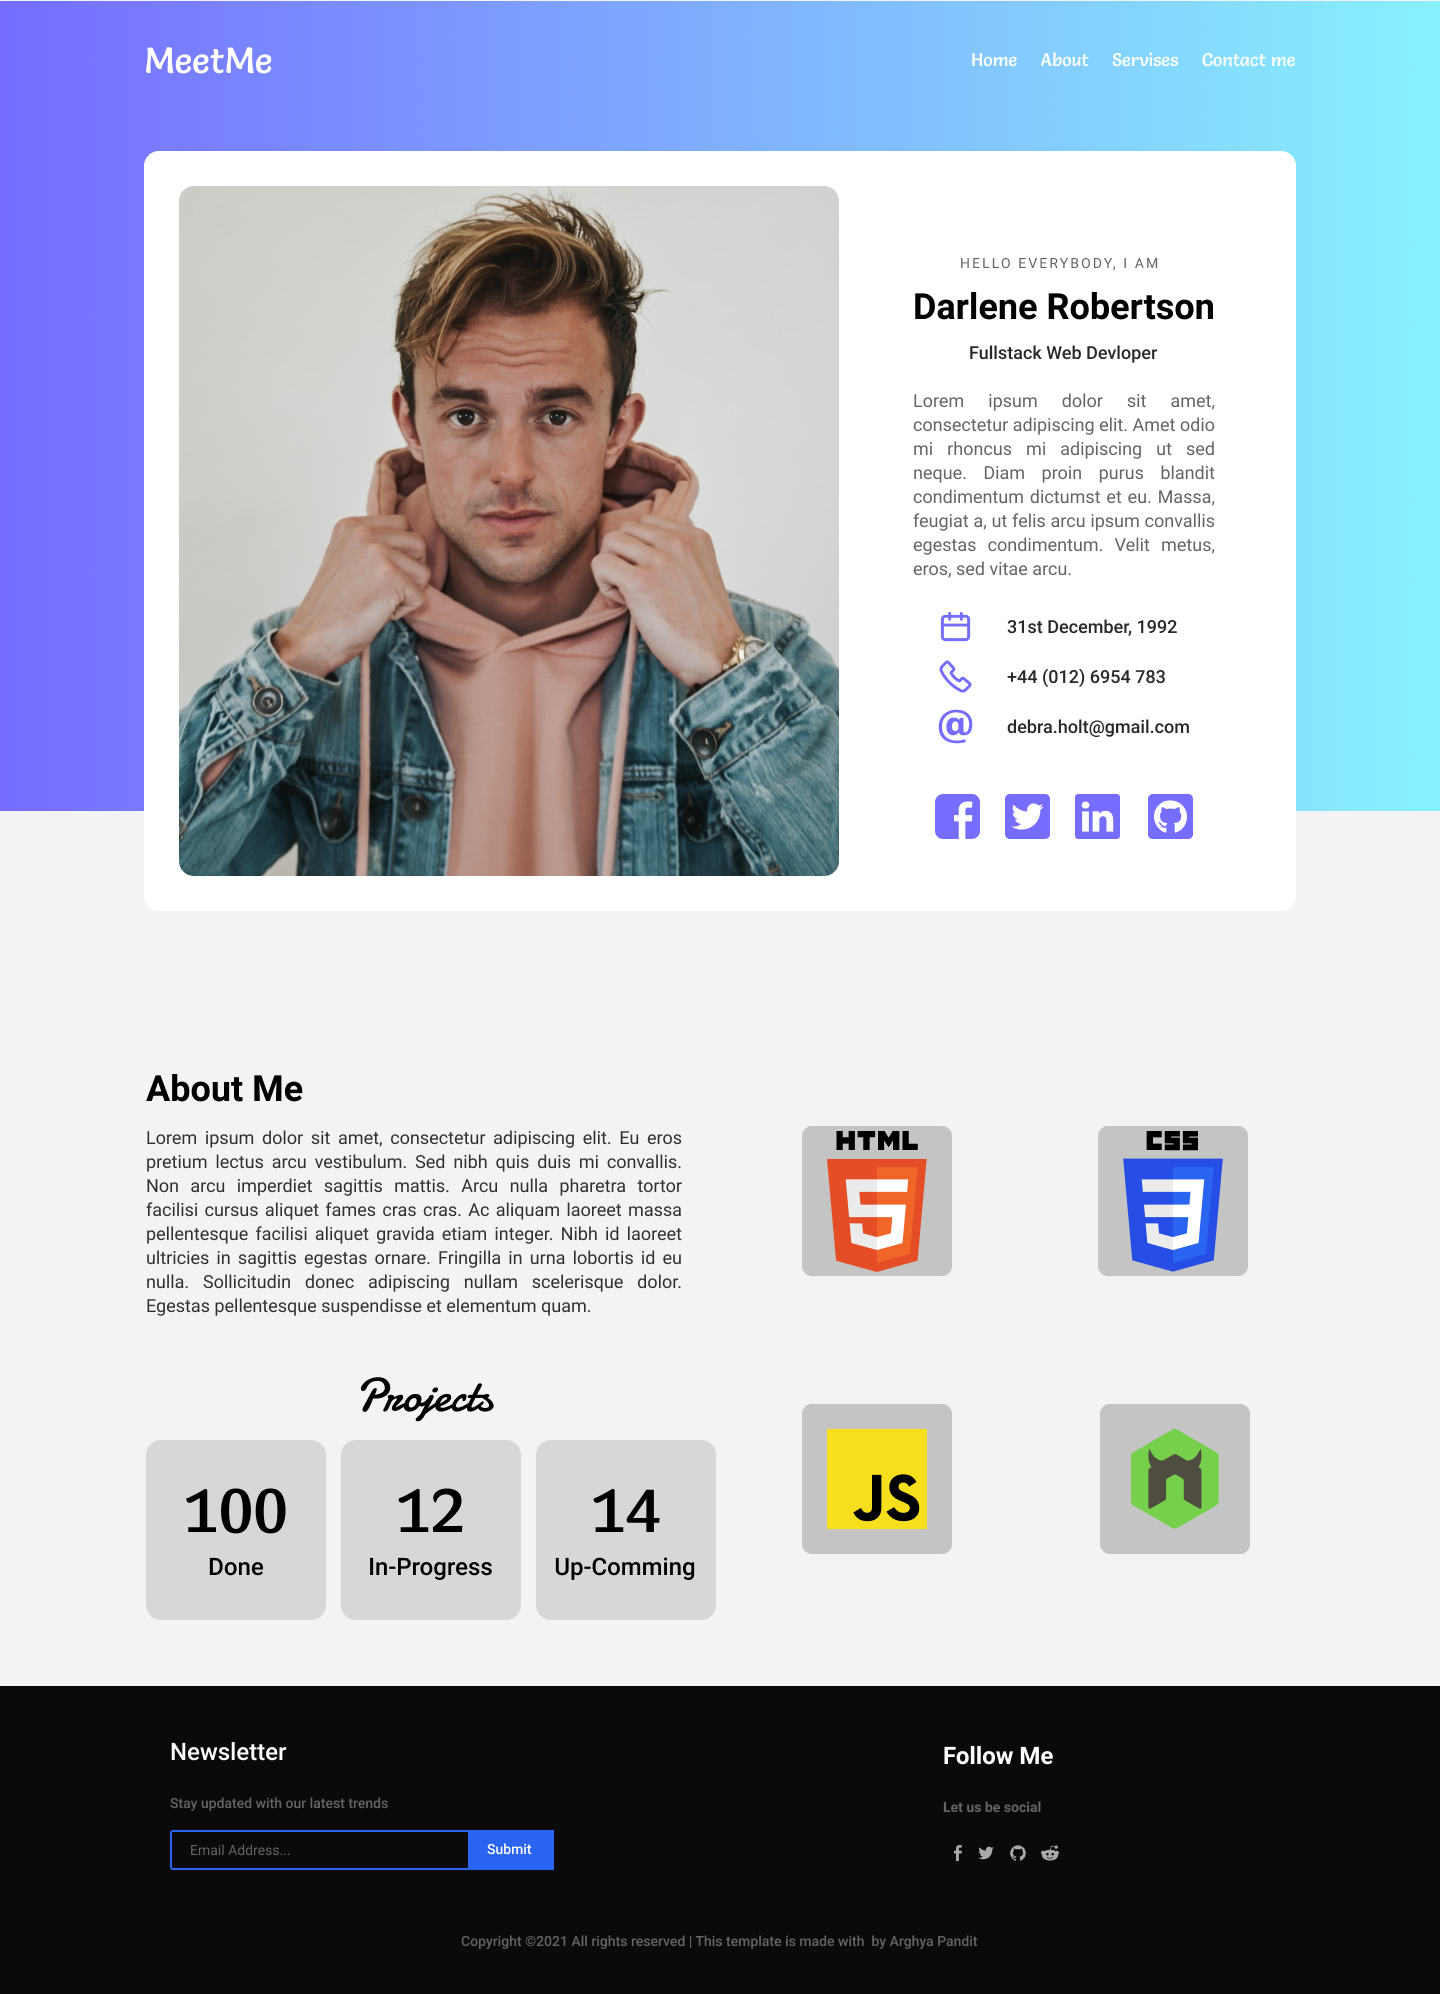 MeetMe
Home About Servises Contact me
HELLO EVERYBODY, I AM
Darlene Robertson
Fullstack Web Devloper
Lorem ipsum dolor sit amet,
consectetur adipiscing elit. Amet odio
mi rhoncus mi adipiscing ut sed
neque. Diam proin purus blandit
condimentum dictumst et eu. Massa,
feugiat a, ut felis arcu ipsum convallis
egestas condimentum. Velit metus,
eros, sed vitae arcu.
31st December, 1992
+44 (012) 6954 783
@ debra.holt@gmail.com
f in
About Me
Lorem ipsum dolor sit amet, consectetur adipiscing elit. Eu eros
pretium lectus arcu vestibulum. Sed nibh quis duis mi convallis.
Non arcu imperdiet sagittis mattis. Arcu nulla pharetra tortor
facilisi cursus aliquet fames cras cras. Ac aliquam laoreet massa
pellentesque facilisi aliquet gravida etiam integer. Nibh id laoreet
ultricies in sagittis egestas ornare. Fringilla in urna lobortis id eu
nulla. Sollicitudin donec adipiscing nullam scelerisque dolor.
Egestas pellentesque suspendisse et elementum quam.
HTML
5
CSS
3
Projects
100
Done
12
In-Progress
14
Up-Comming
JS
n
Newsletter
Stay updated with our latest trends
Email Address...
Submit
Follow Me
Let us be social
f
Copyright ©2021 All rights reserved | This template is made with by Arghya Pandit